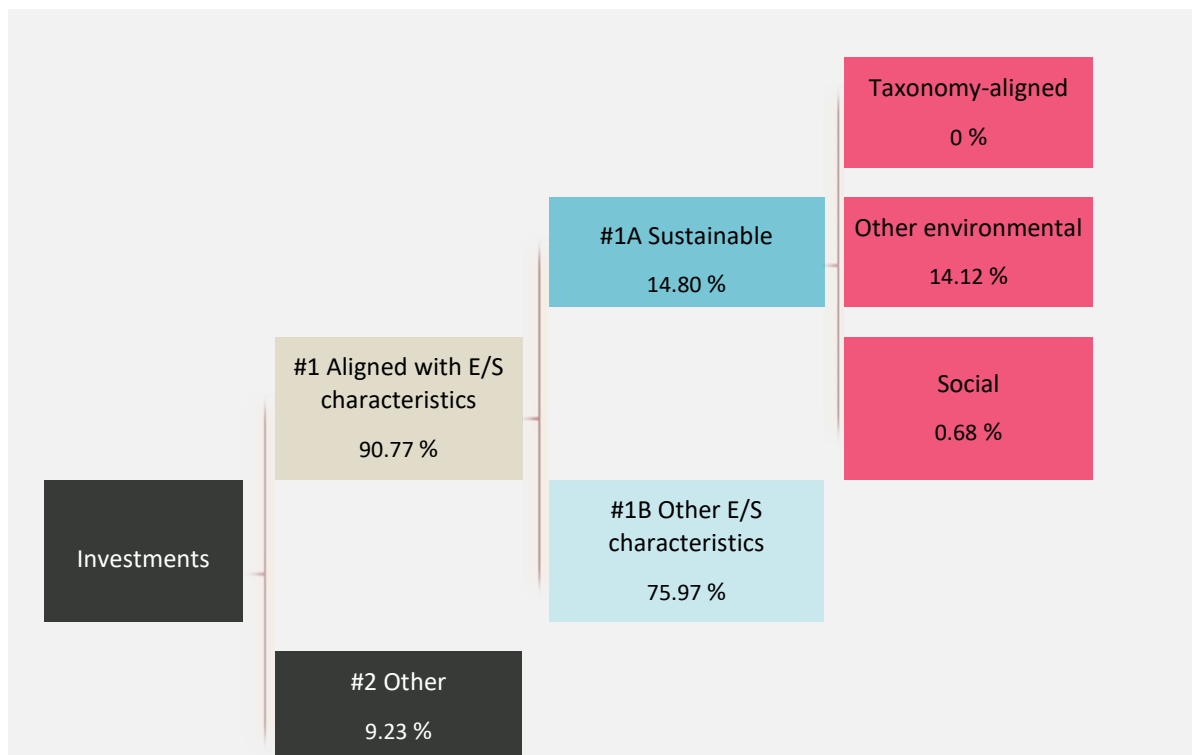 Investments
#1 Aligned with E/S
characteristics
90.77 %
#2 Other
9.23 %
#1A Sustainable
14.80 %
#1B Other E/S
characteristics
75.97 %
Taxonomy-aligned
0 %
Other environmental
14.12 %
Social
0.68 %